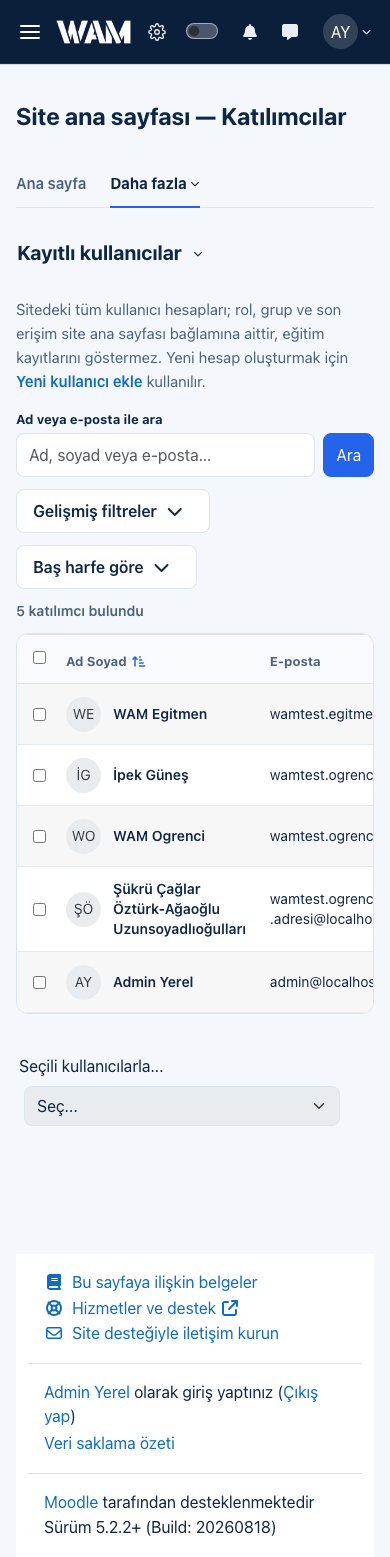 WAM
AY
Site ana sayfası — Katılımcılar
Ana sayfa
Daha fazla
Kayıtlı kullanıcılar
Sitedeki tüm kullanıcı hesapları; rol, grup ve son
erişim site ana sayfası bağlamına aittir, eğitim
kayıtlarını göstermez. Yeni hesap oluşturmak için
Yeni kullanıcı ekle kullanılır.
Ad veya e-posta ile ara
Ad, soyad veya e-posta...
Ara
Gelişmiş filtreler
Baş harfe göre
5 katılımcı bulundu
Ad Soyad
E-posta
WE
WAM Egitmen
wamtest.egitme
İG
İpek Güneş
wamtest.ogrenc
WO
WAM Ogrenci
wamtest.ogrenc
ŞÖ
Şükrü Çağlar
Öztürk-Ağaoğlu
Uzunsoyadlıoğulları
wamtest.ogrenc
.adresi@localho
AY
Admin Yerel
admin@localhos
Seçili kullanıcılarla...
Seç...
Bu sayfaya ilişkin belgeler
Hizmetler ve destek
Site desteğiyle iletişim kurun
Admin Yerel olarak giriş yaptınız (Çıkış
yap)
Veri saklama özeti
Moodle tarafından desteklenmektedir
Sürüm 5.2.2+ (Build: 20260818)